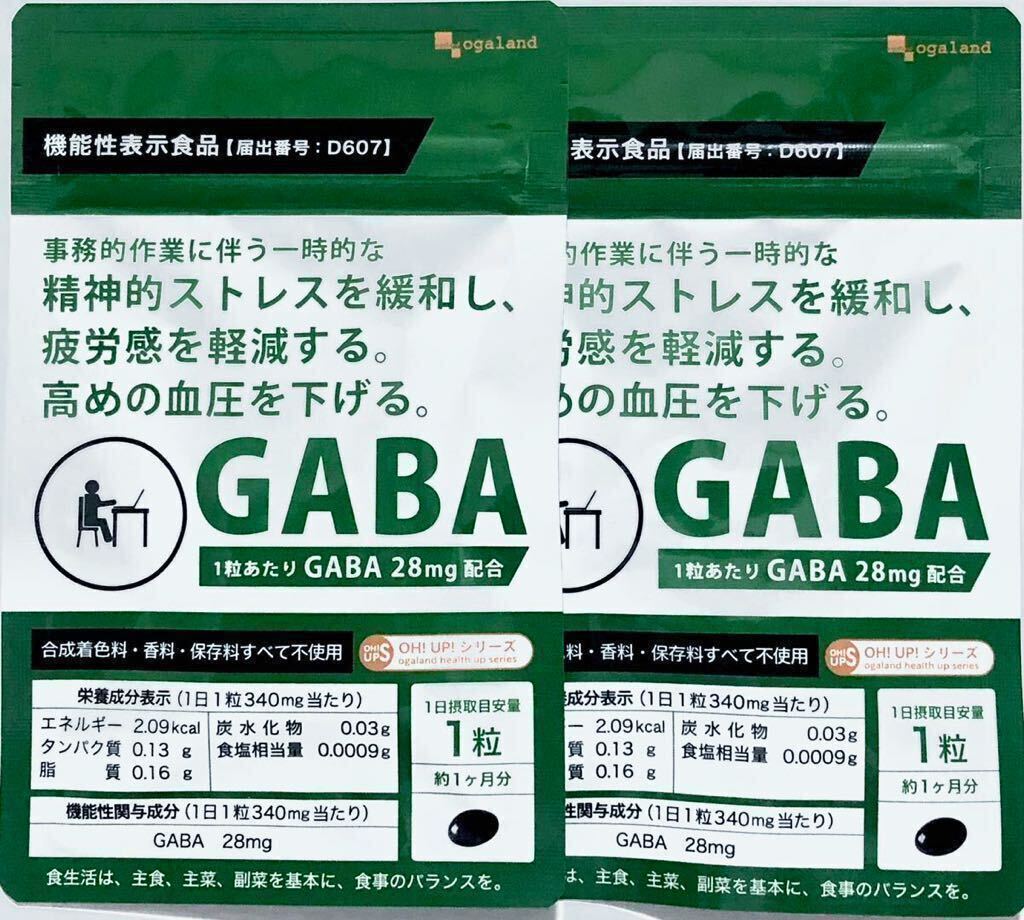 ogaland
機能性表示食品【届出番号:D607】
事務的作業に伴う一時的な
精神的ストレスを緩和し、
疲労感を軽減する。
高めの血圧を下げる。
GABA
1粒あたり GABA 28mg 配合
合成着色料・香料・保存料すべて不使用
OH! UPS
OH! UP! シリーズ
ogaland health up series
栄養成分表示(1日1粒340mg当たり)
エネルギー 2.09kcal
タンパク質 0.13 g
脂 質 0.16 g
炭水化物 0.03g
食塩相当量 0.0009g
機能性関与成分(1日1粒340mg当たり)
GABA 28mg
1日摂取目安量
1粒
約1ヶ月分
食生活は、主食、主菜、副菜を基本に、食事のバランスを。
ogaland
表示食品【届出番号:D607】
的作業に伴う一時的な
的ストレスを緩和し、
感を軽減する。
の血圧を下げる。
GABA
1粒あたり GABA 28mg 配合
料・香料・保存料すべて不使用
OH! UPS
OH! UP! シリーズ
ogaland health up series
成分表示(1日1粒340mg当たり)
ー 2.09kcal
質 0.13 g
質 0.16 g
炭水化物 0.03g
食塩相当量 0.0009g
性関与成分(1日1粒340mg当たり)
GABA 28mg
1日摂取目安量
1粒
約1ヶ月分
は、主食、主菜、副菜を基本に、食事のバランスを。